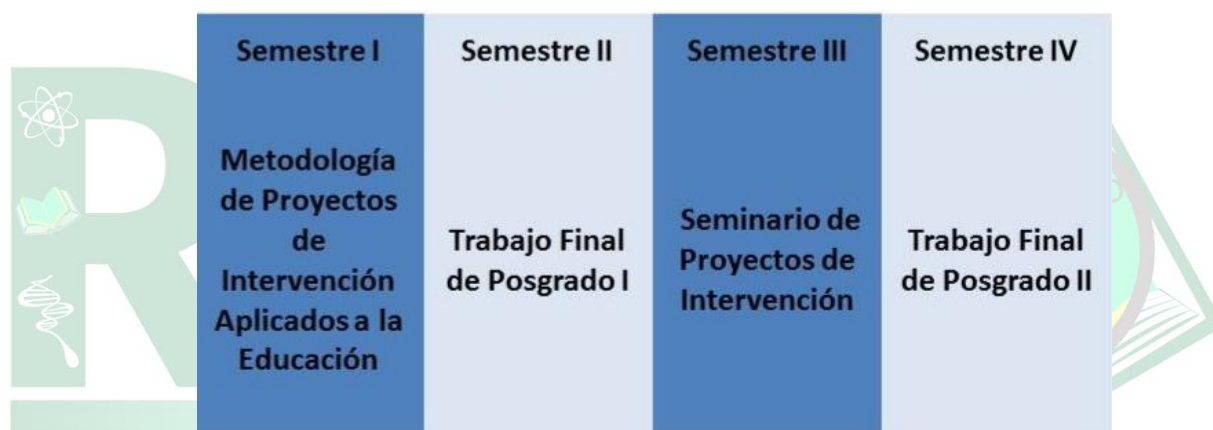 Semestre I
Metodología
de Proyectos
de
Intervención
Aplicados a la
Educación
Semestre II
Trabajo Final
de Posgrado I
Semestre III
Seminario de
Proyectos de
Intervención
Semestre IV
Trabajo Final
de Posgrado II
R